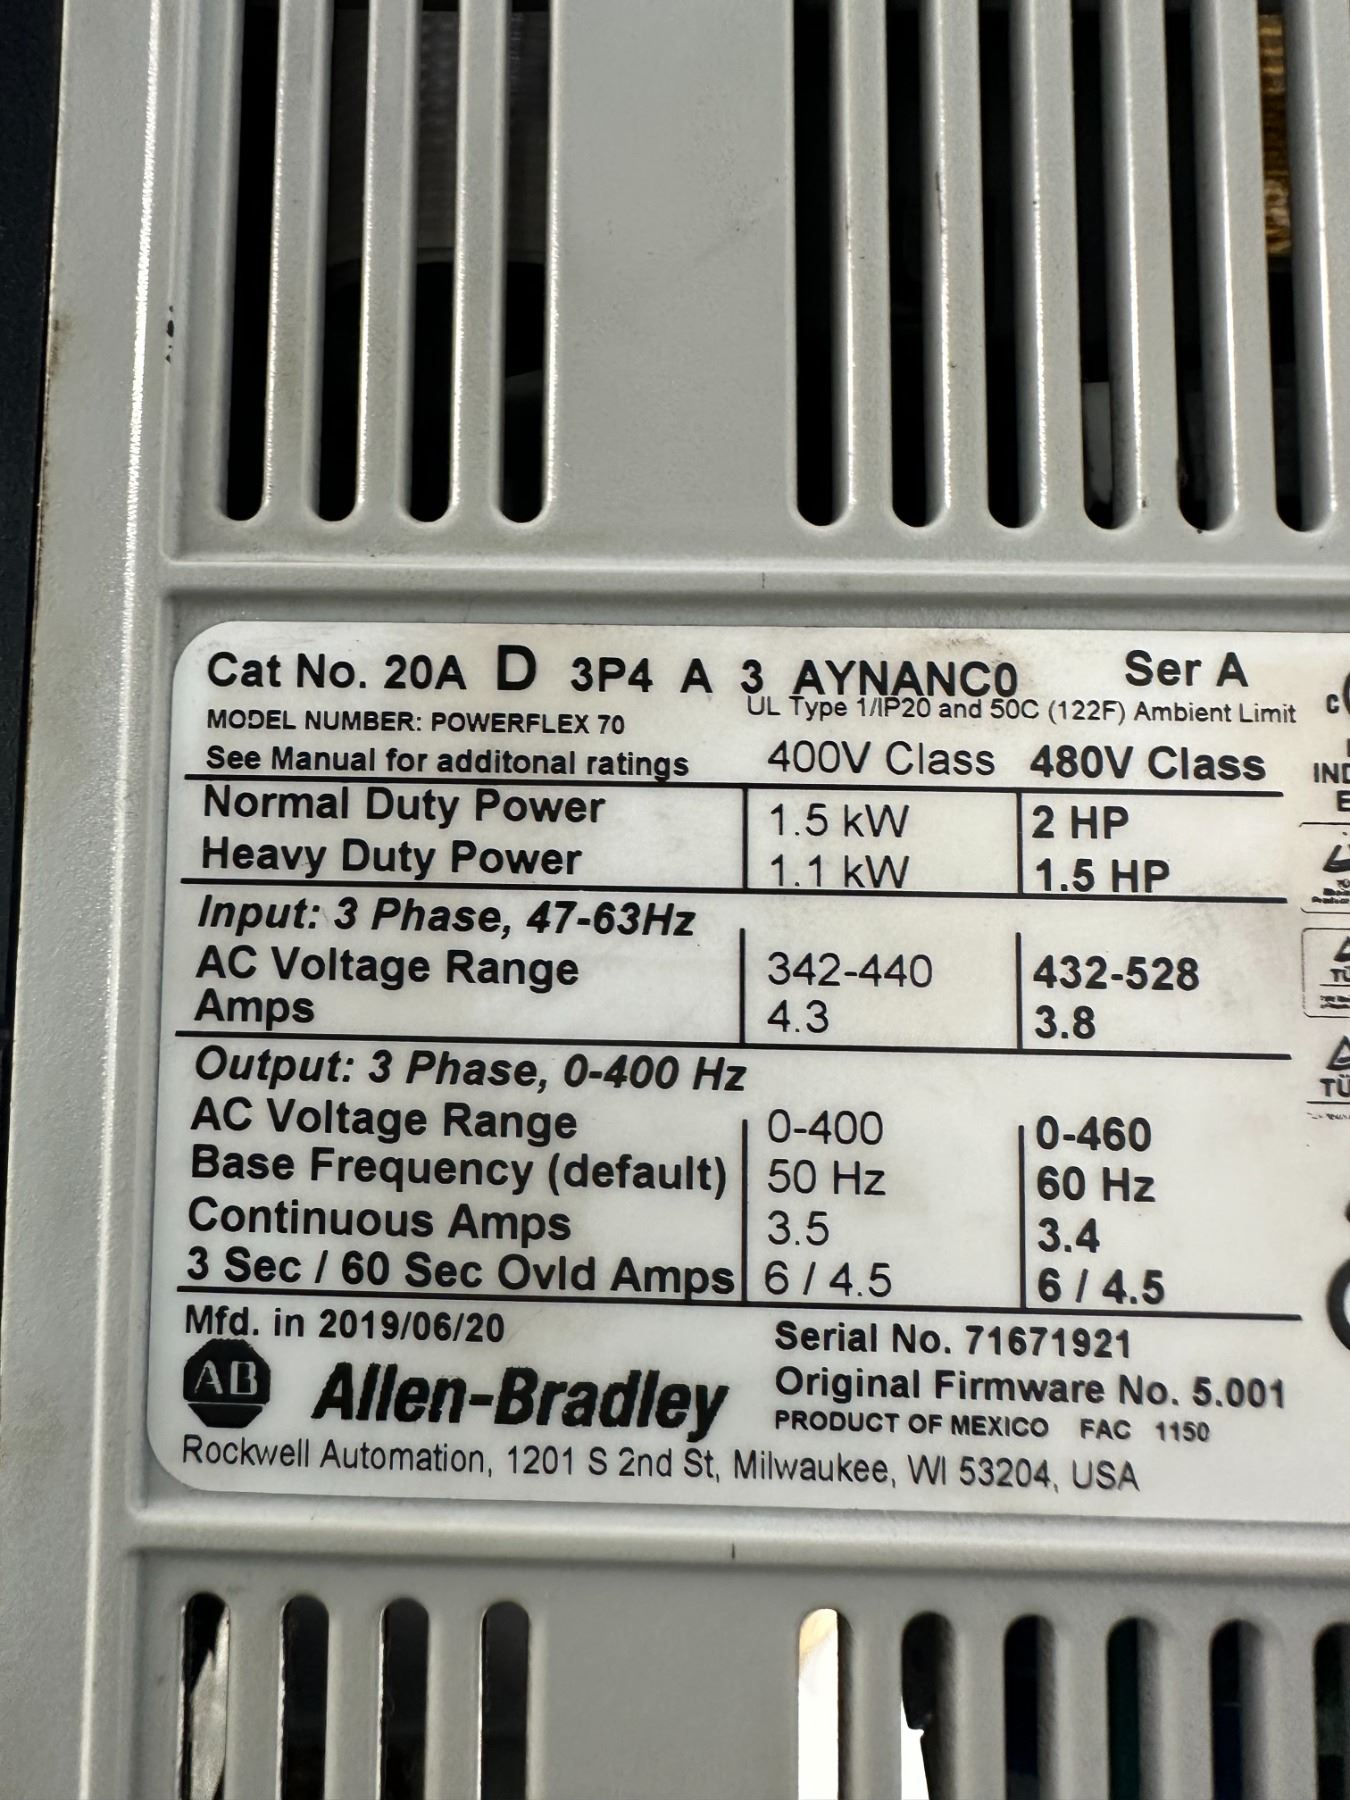 Cat No. 20A D 3P4 A 3 AYNANC0 Ser A
UL Type 1/IP20 and 50C (122F) Ambient Limit
MODEL NUMBER: POWERFLEX 70
See Manual for additonal ratings 400V Class 480V Class
Normal Duty Power 1.5 kW 2 HP
Heavy Duty Power 1.1 kW 1.5 HP
Input: 3 Phase, 47-63Hz
AC Voltage Range 342-440 432-528
Amps 4.3 3.8
Output: 3 Phase, 0-400 Hz
AC Voltage Range 0-400 0-460
Base Frequency (default) 50 Hz 60 Hz
Continuous Amps 3.5 3.4
3 Sec / 60 Sec Ovld Amps 6 / 4.5 6 / 4.5
Mfd. in 2019/06/20 Serial No. 71671921
AB Allen-Bradley Original Firmware No. 5.001
PRODUCT OF MEXICO FAC 1150
Rockwell Automation, 1201 S 2nd St, Milwaukee, WI 53204, USA